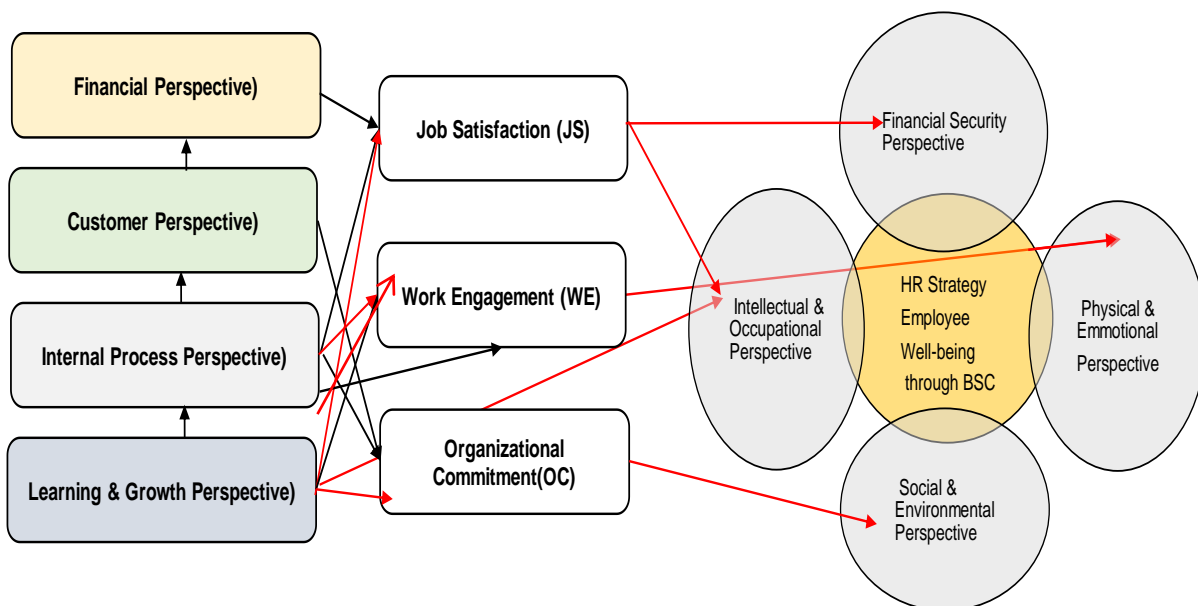 Financial Perspective)
Customer Perspective)
Internal Process Perspective)
Learning & Growth Perspective)
Job Satisfaction (JS)
Work Engagement (WE)
Organizational
Commitment(OC)
Financial Security
Perspective
Intellectual &
Occupational
Perspective
HR Strategy
Employee
Well-being
through BSC
Physical &
Emmotional
Perspective
Social &
Environmental
Perspective